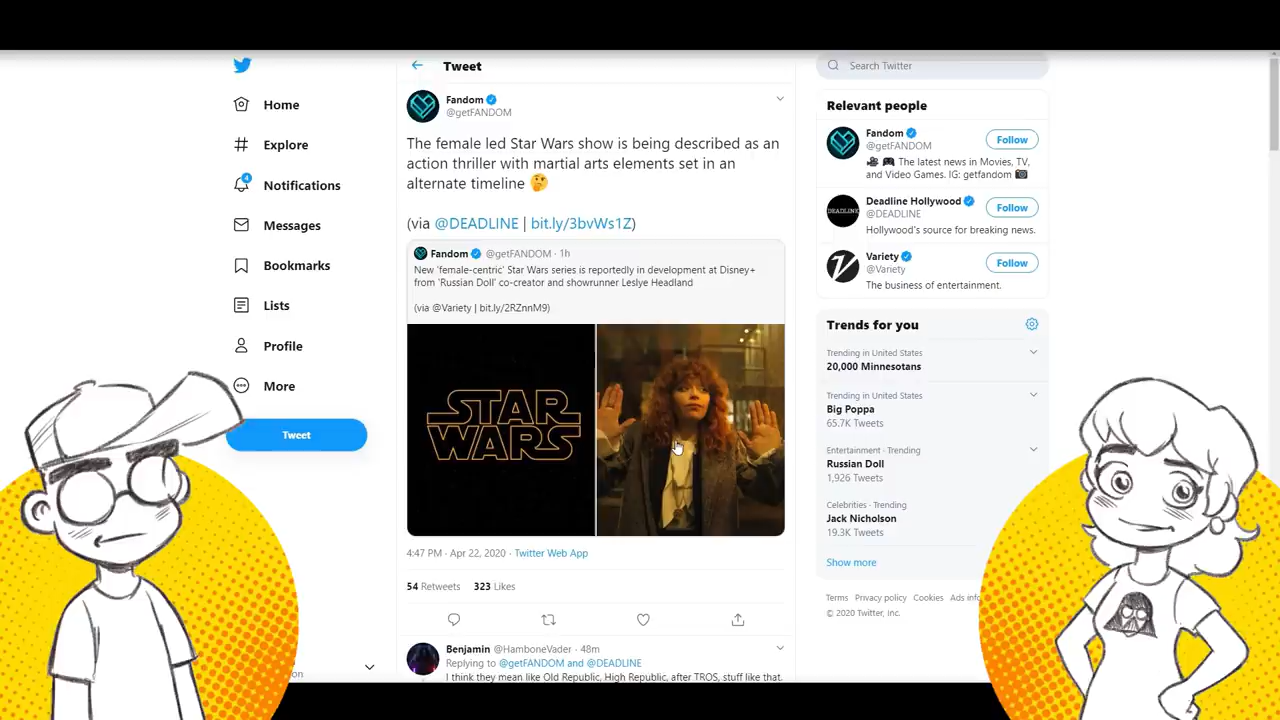 Home
Explore
4
Notifications
Messages
Bookmarks
Lists
Profile
More
Tweet
Tweet
Fandom
@getFANDOM
The female led Star Wars show is being described as an
action thriller with martial arts elements set in an
alternate timeline 🤔
(via @DEADLINE | bit.ly/3bvWs1Z)
Fandom @getFANDOM · 1h
New 'female-centric' Star Wars series is reportedly in development at Disney+
from 'Russian Doll' co-creator and showrunner Leslye Headland
(via @Variety | bit.ly/2RZnnM9)
STAR
WARS
4:47 PM · Apr 22, 2020 · Twitter Web App
54 Retweets 323 Likes
Benjamin @HamboneVader · 48m
Replying to @getFANDOM and @DEADLINE
I think they mean like Old Republic, High Republic, after TROS, stuff like that.
Search Twitter
Relevant people
Fandom
@getFANDOM
Follow
🎥 🎮 The latest news in Movies, TV,
and Video Games. IG: getfandom 📷
DEADLINE
Deadline Hollywood
@DEADLINE
Follow
Hollywood's source for breaking news.
Variety
@Variety
Follow
The business of entertainment.
Trends for you
Trending in United States
20,000 Minnesotans
Trending in United States
Big Poppa
65.7K Tweets
Entertainment · Trending
Russian Doll
1,926 Tweets
Celebrities · Trending
Jack Nicholson
19.3K Tweets
Show more
Terms Privacy policy Cookies Ads
© 2020 Twitter, Inc.